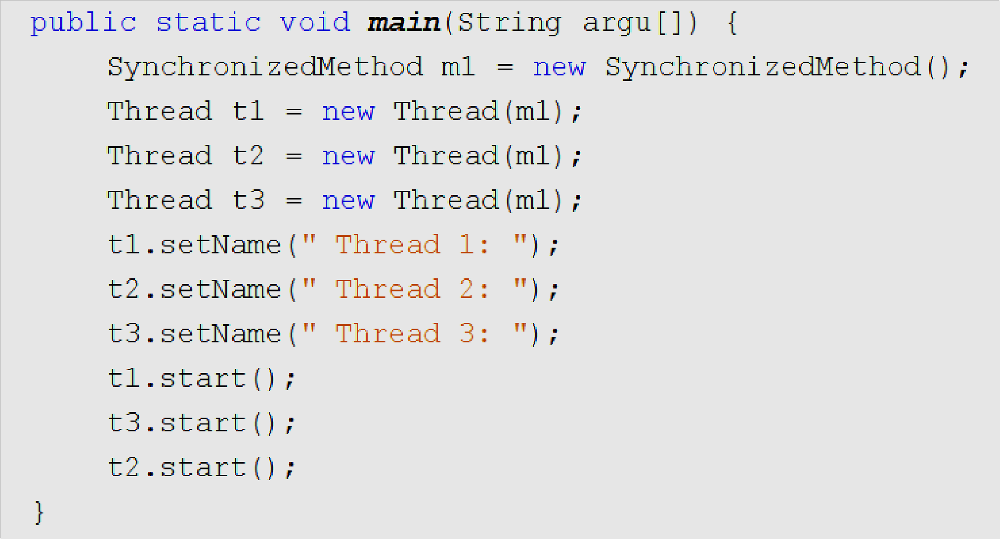 public static void main(String argu[]) {
SynchronizedMethod m1 = new SynchronizedMethod();
Thread t1 = new Thread(m1);
Thread t2 = new Thread(m1);
Thread t3 = new Thread(m1);
t1.setName(" Thread 1: ");
t2.setName(" Thread 2: ");
t3.setName(" Thread 3: ");
t1.start();
t3.start();
t2.start();
}